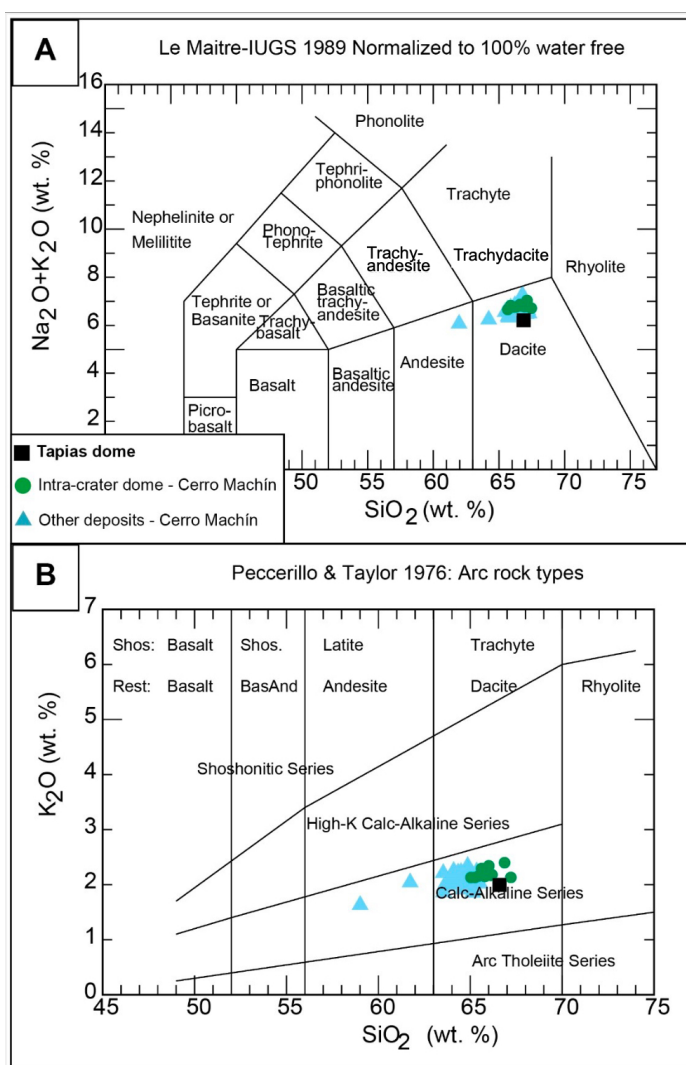 A
Le Maitre-IUGS 1989 Normalized to 100% water free
16
14
12
10
8
6
4
2
Na2O+K2O (wt. %)
Phonolite
Tephri-
phonolite
Trachyte
Nephelinite or
Melilitite
Phono-
Tephrite
Trachy-
andesite
Trachydacite
Rhyolite
Tephrite or
Basanite
Basaltic
trachy-
andesite
Trachy-
basalt
Dacite
Basalt
Basaltic
andesite
Andesite
Picro-
basalt
50 55 60 65 70 75
SiO2 (wt. %)
Tapias dome
Intra-crater dome - Cerro Machín
Other deposits - Cerro Machín
B
Peccerillo & Taylor 1976: Arc rock types
7
6
5
4
3
2
1
0
K2O (wt. %)
Shos: Basalt Shos. Latite Trachyte
Rest: Basalt BasAnd Andesite Dacite Rhyolite
Shoshonitic Series
High-K Calc-Alkaline Series
Calc-Alkaline Series
Arc Tholeiite Series
45 50 55 60 65 70 75
SiO2 (wt. %)